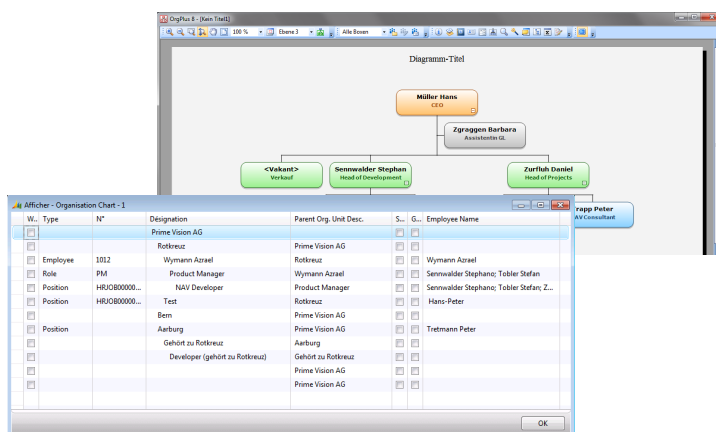 OrgPlus 8 - [Kein Titel1]
100 % Ebene 3 Alle Boxen
Diagramm-Titel
Müller Hans
CEO
Zgraggen Barbara
Assistentin GL
<Vakant>
Verkauf
Sennwalder Stephan
Head of Development
Zurfluh Daniel
Head of Projects
Trapp Peter
NAV Consultant
Afficher - Organisation Chart - 1
W.. Type N° Désignation Parent Org. Unit Desc. S... G... Employee Name
Prime Vision AG
Rotkreuz Prime Vision AG
Employee 1012 Wymann Azrael Rotkreuz Wymann Azrael
Role PM Product Manager Wymann Azrael Sennwalder Stephano; Tobler Stefan
Position HRJOB00000... NAV Developer Product Manager Sennwalder Stephano; Tobler Stefan; Z...
Position HRJOB00000... Test Rotkreuz Hans-Peter
Bern Prime Vision AG
Position Aarburg Prime Vision AG Tretmann Peter
Gehört zu Rotkreuz Aarburg
Developer (gehört zu Rotkreuz) Gehört zu Rotkreuz
Prime Vision AG
Prime Vision AG
OK